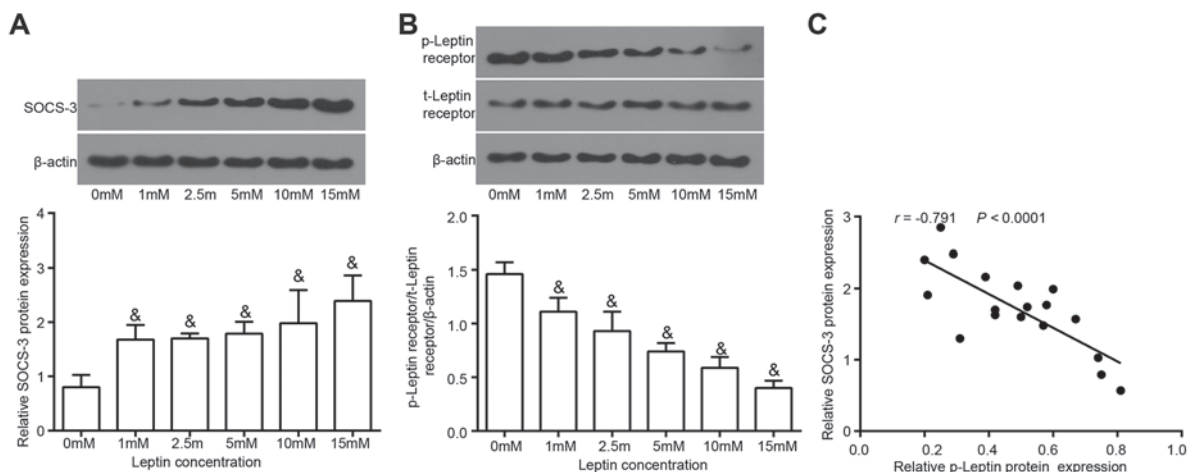 A
SOCS-3
β-actin
0mM 1mM 2.5m 5mM 10mM 15mM
Relative SOCS-3 protein expression
4
3
2
1
0
& & & & &
0mM 1mM 2.5m 5mM 10mM 15mM
Leptin concentration
B
p-Leptin
receptor
t-Leptin
receptor
β-actin
0mM 1mM 2.5m 5mM 10mM 15mM
p-Leptin receptor/t-Leptin
receptor/β-actin
2.0
1.5
1.0
0.5
0.0
& & & & &
0mM 1mM 2.5m 5mM 10mM 15mM
Leptin concentration
C
r = -0.791 P < 0.0001
Relative SOCS-3 protein expression
3
2
1
0
0.0 0.2 0.4 0.6 0.8 1.0
Relative p-Leptin protein expression